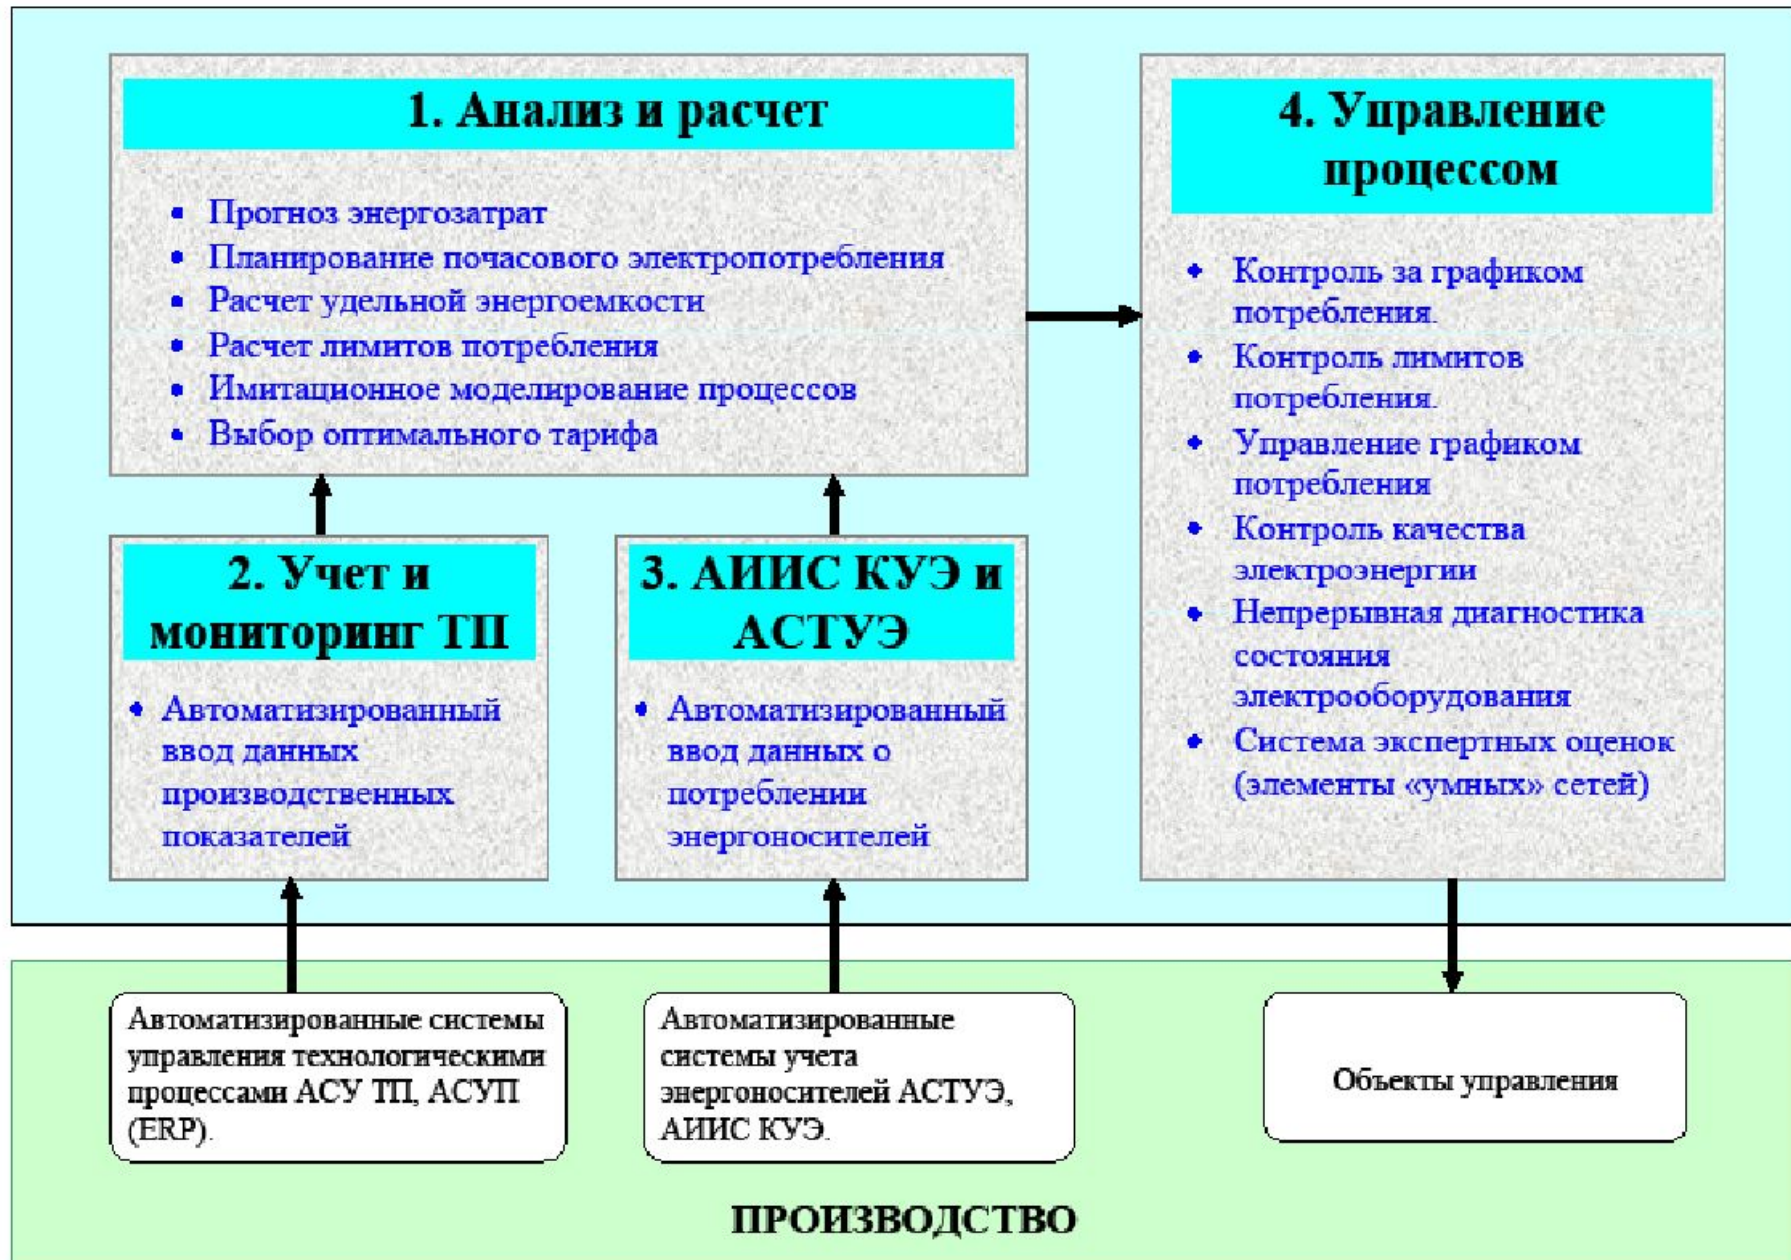 1. Анализ и расчет
• Прогноз энергозатрат
• Планирование почасового электропотребления
• Расчет удельной энергоемкости
• Расчет лимитов потребления
• Имитационное моделирование процессов
• Выбор оптимального тарифа
2. Учет и
мониторинг ТП
• Автоматизированный
ввод данных
производственных
показателей
3. АИИС КУЭ и
АСТУЭ
• Автоматизированный
ввод данных о
потреблении
энергоносителей
4. Управление
процессом
• Контроль за графиком
потребления.
• Контроль лимитов
потребления.
• Управление графиком
потребления
• Контроль качества
электроэнергии
• Непрерывная диагностика
состояния
электрооборудования
• Система экспертных оценок
(элементы «умных» сетей)
Автоматизированные системы
управления технологическими
процессами АСУ ТП, АСУП
(ERP).
Автоматизированные
системы учета
энергоносителей АСТУЭ,
АИИС КУЭ.
Объекты управления
ПРОИЗВОДСТВО